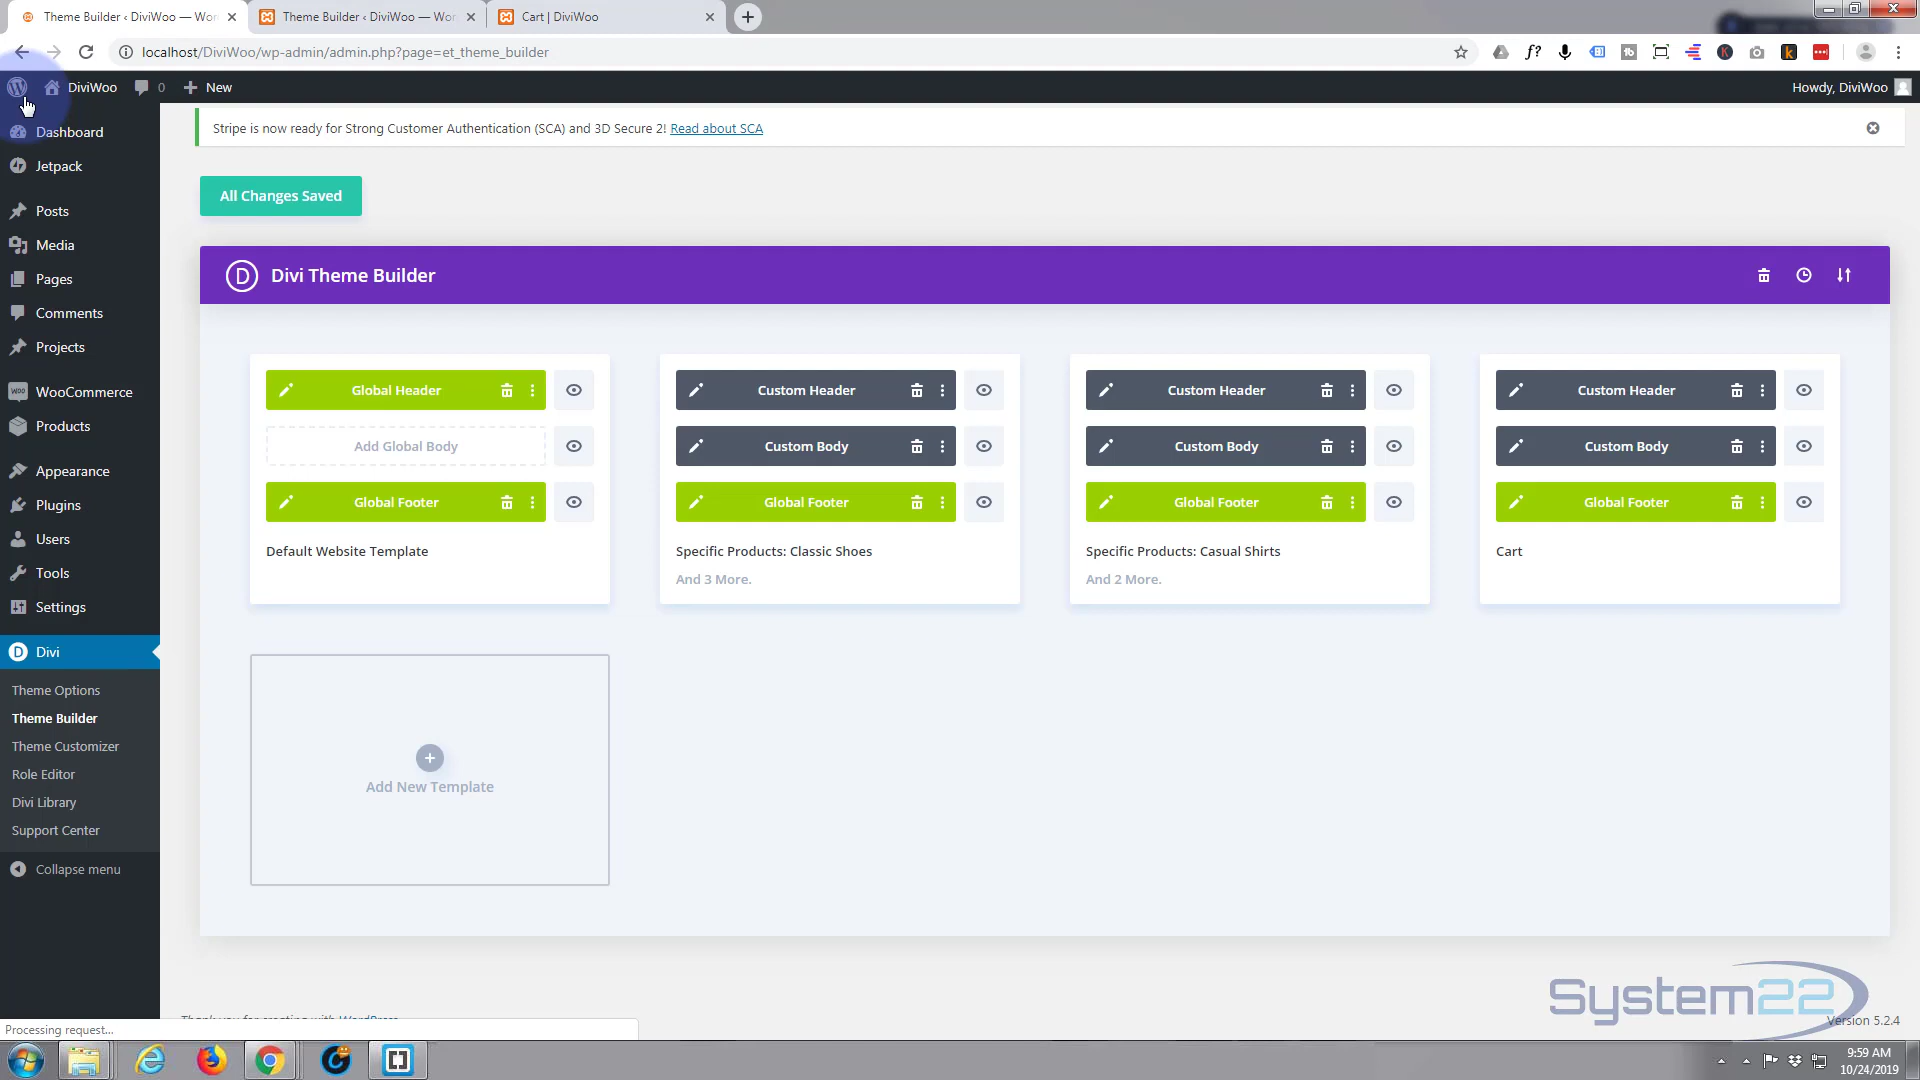 Theme Builder ‹ DiviWoo — Wor
Theme Builder ‹ DiviWoo — Wor
Cart | DiviWoo
localhost/DiviWoo/wp-admin/admin.php?page=et_theme_builder
DiviWoo
0
New
Howdy, DiviWoo
Dashboard
Jetpack
Posts
Media
Pages
Comments
Projects
WooCommerce
Products
Appearance
Plugins
Users
Tools
Settings
Divi
Theme Options
Theme Builder
Theme Customizer
Role Editor
Divi Library
Support Center
Collapse menu
Stripe is now ready for Strong Customer Authentication (SCA) and 3D Secure 2! Read about SCA
All Changes Saved
D Divi Theme Builder
Global Header
Add Global Body
Global Footer
Default Website Template
Custom Header
Custom Body
Global Footer
Specific Products: Classic Shoes
And 3 More.
Custom Header
Custom Body
Global Footer
Specific Products: Casual Shirts
And 2 More.
Custom Header
Custom Body
Global Footer
Cart
Add New Template
Thank you for creating with WordPress
System22
Version 5.2.4
Processing request...
9:59 AM
10/24/2019